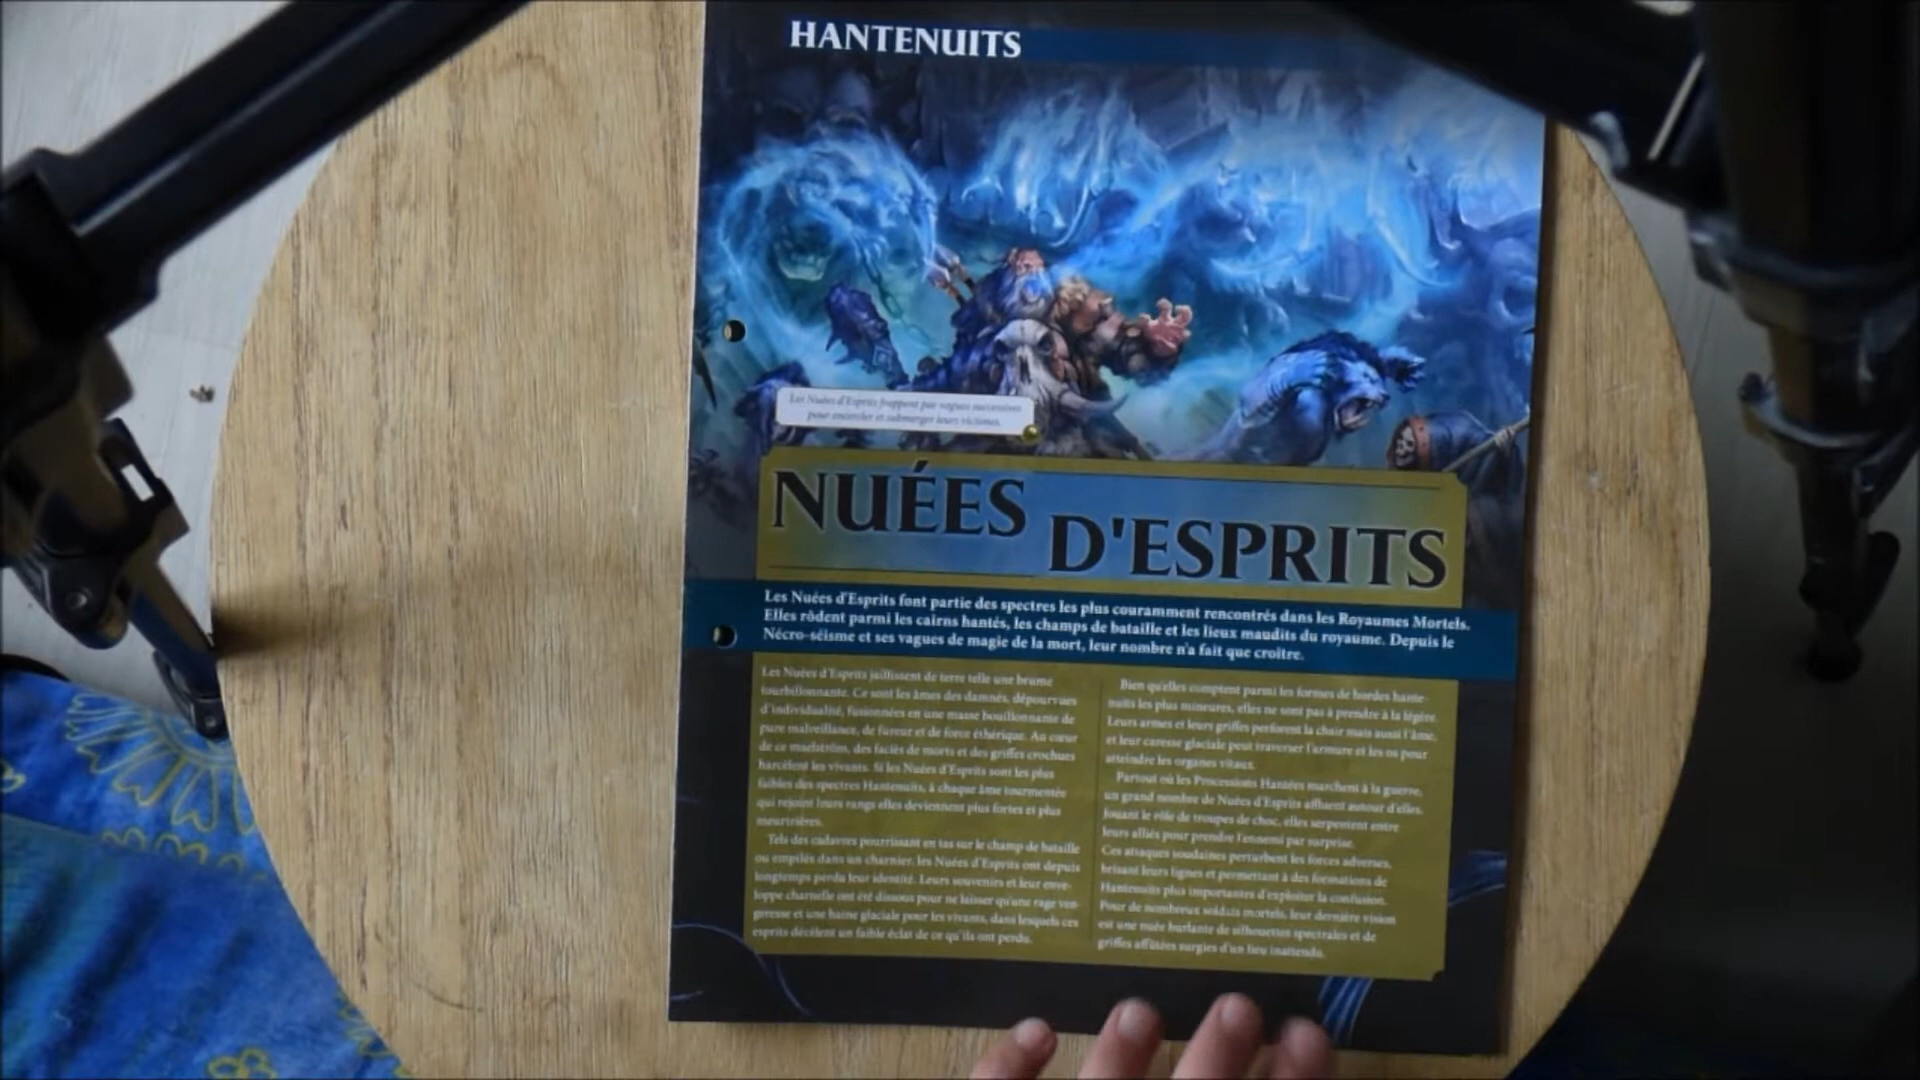 HANTENUITS
Les Nuées d'Esprits frappent par vagues successives
pour encercler et submerger leurs victimes.
NUÉES
D'ESPRITS
Les Nuées d'Esprits font partie des spectres les plus couramment rencontrés dans les Royaumes Mortels.
Elles rôdent parmi les cairns hantés, les champs de bataille et les lieux maudits du royaume. Depuis le
Nécro-séisme et ses vagues de magie de la mort, leur nombre n'a fait que croître.
Les Nuées d'Esprits jaillissent de terre telle une brume
tourbillonnante. Ce sont les âmes des damnés, dépourvues
d'individualité, fusionnées en une masse bouillonnante de
pure malveillance, de fureur et de force éthérique. Au cœur
de ce maelström, des faciès de morts et des griffes crochues
harcèlent les vivants. Si les Nuées d'Esprits sont les plus
faibles des spectres Hantenuits, à chaque âme tourmentée
qui rejoint leurs rangs elles deviennent plus fortes et plus
meurtrières.
Tels des cadavres pourrissant en tas sur le champ de bataille
ou empilés dans un charnier, les Nuées d'Esprits ont depuis
longtemps perdu leur identité. Leurs souvenirs et leur enve-
loppe charnelle ont été dissous pour ne laisser qu'une rage ven-
geresse et une haine glaciale pour les vivants, dans lesquels ces
esprits décèlent un faible éclat de ce qu'ils ont perdu.
Bien qu'elles comptent parmi les formes de hordes hante-
nuits les plus mineures, elles ne sont pas à prendre à la légère.
Leurs armes et leurs griffes perforent la chair mais aussi l'âme,
et leur caresse glaciale peut traverser l'armure et les os pour
atteindre les organes vitaux.
Partout où les Processions Hantées marchent à la guerre,
un grand nombre de Nuées d'Esprits affluent autour d'elles.
Jouant le rôle de troupes de choc, elles serpentent entre
leurs alliés pour prendre l'ennemi par surprise.
Ces attaques soudaines perturbent les forces adverses,
brisant leurs lignes et permettant à des formations de
Hantenuits plus importantes d'exploiter la confusion.
Pour de nombreux soldats mortels, leur dernière vision
est une nuée hurlante de silhouettes spectrales et de
griffes affûtées surgies d'un lieu inattendu.